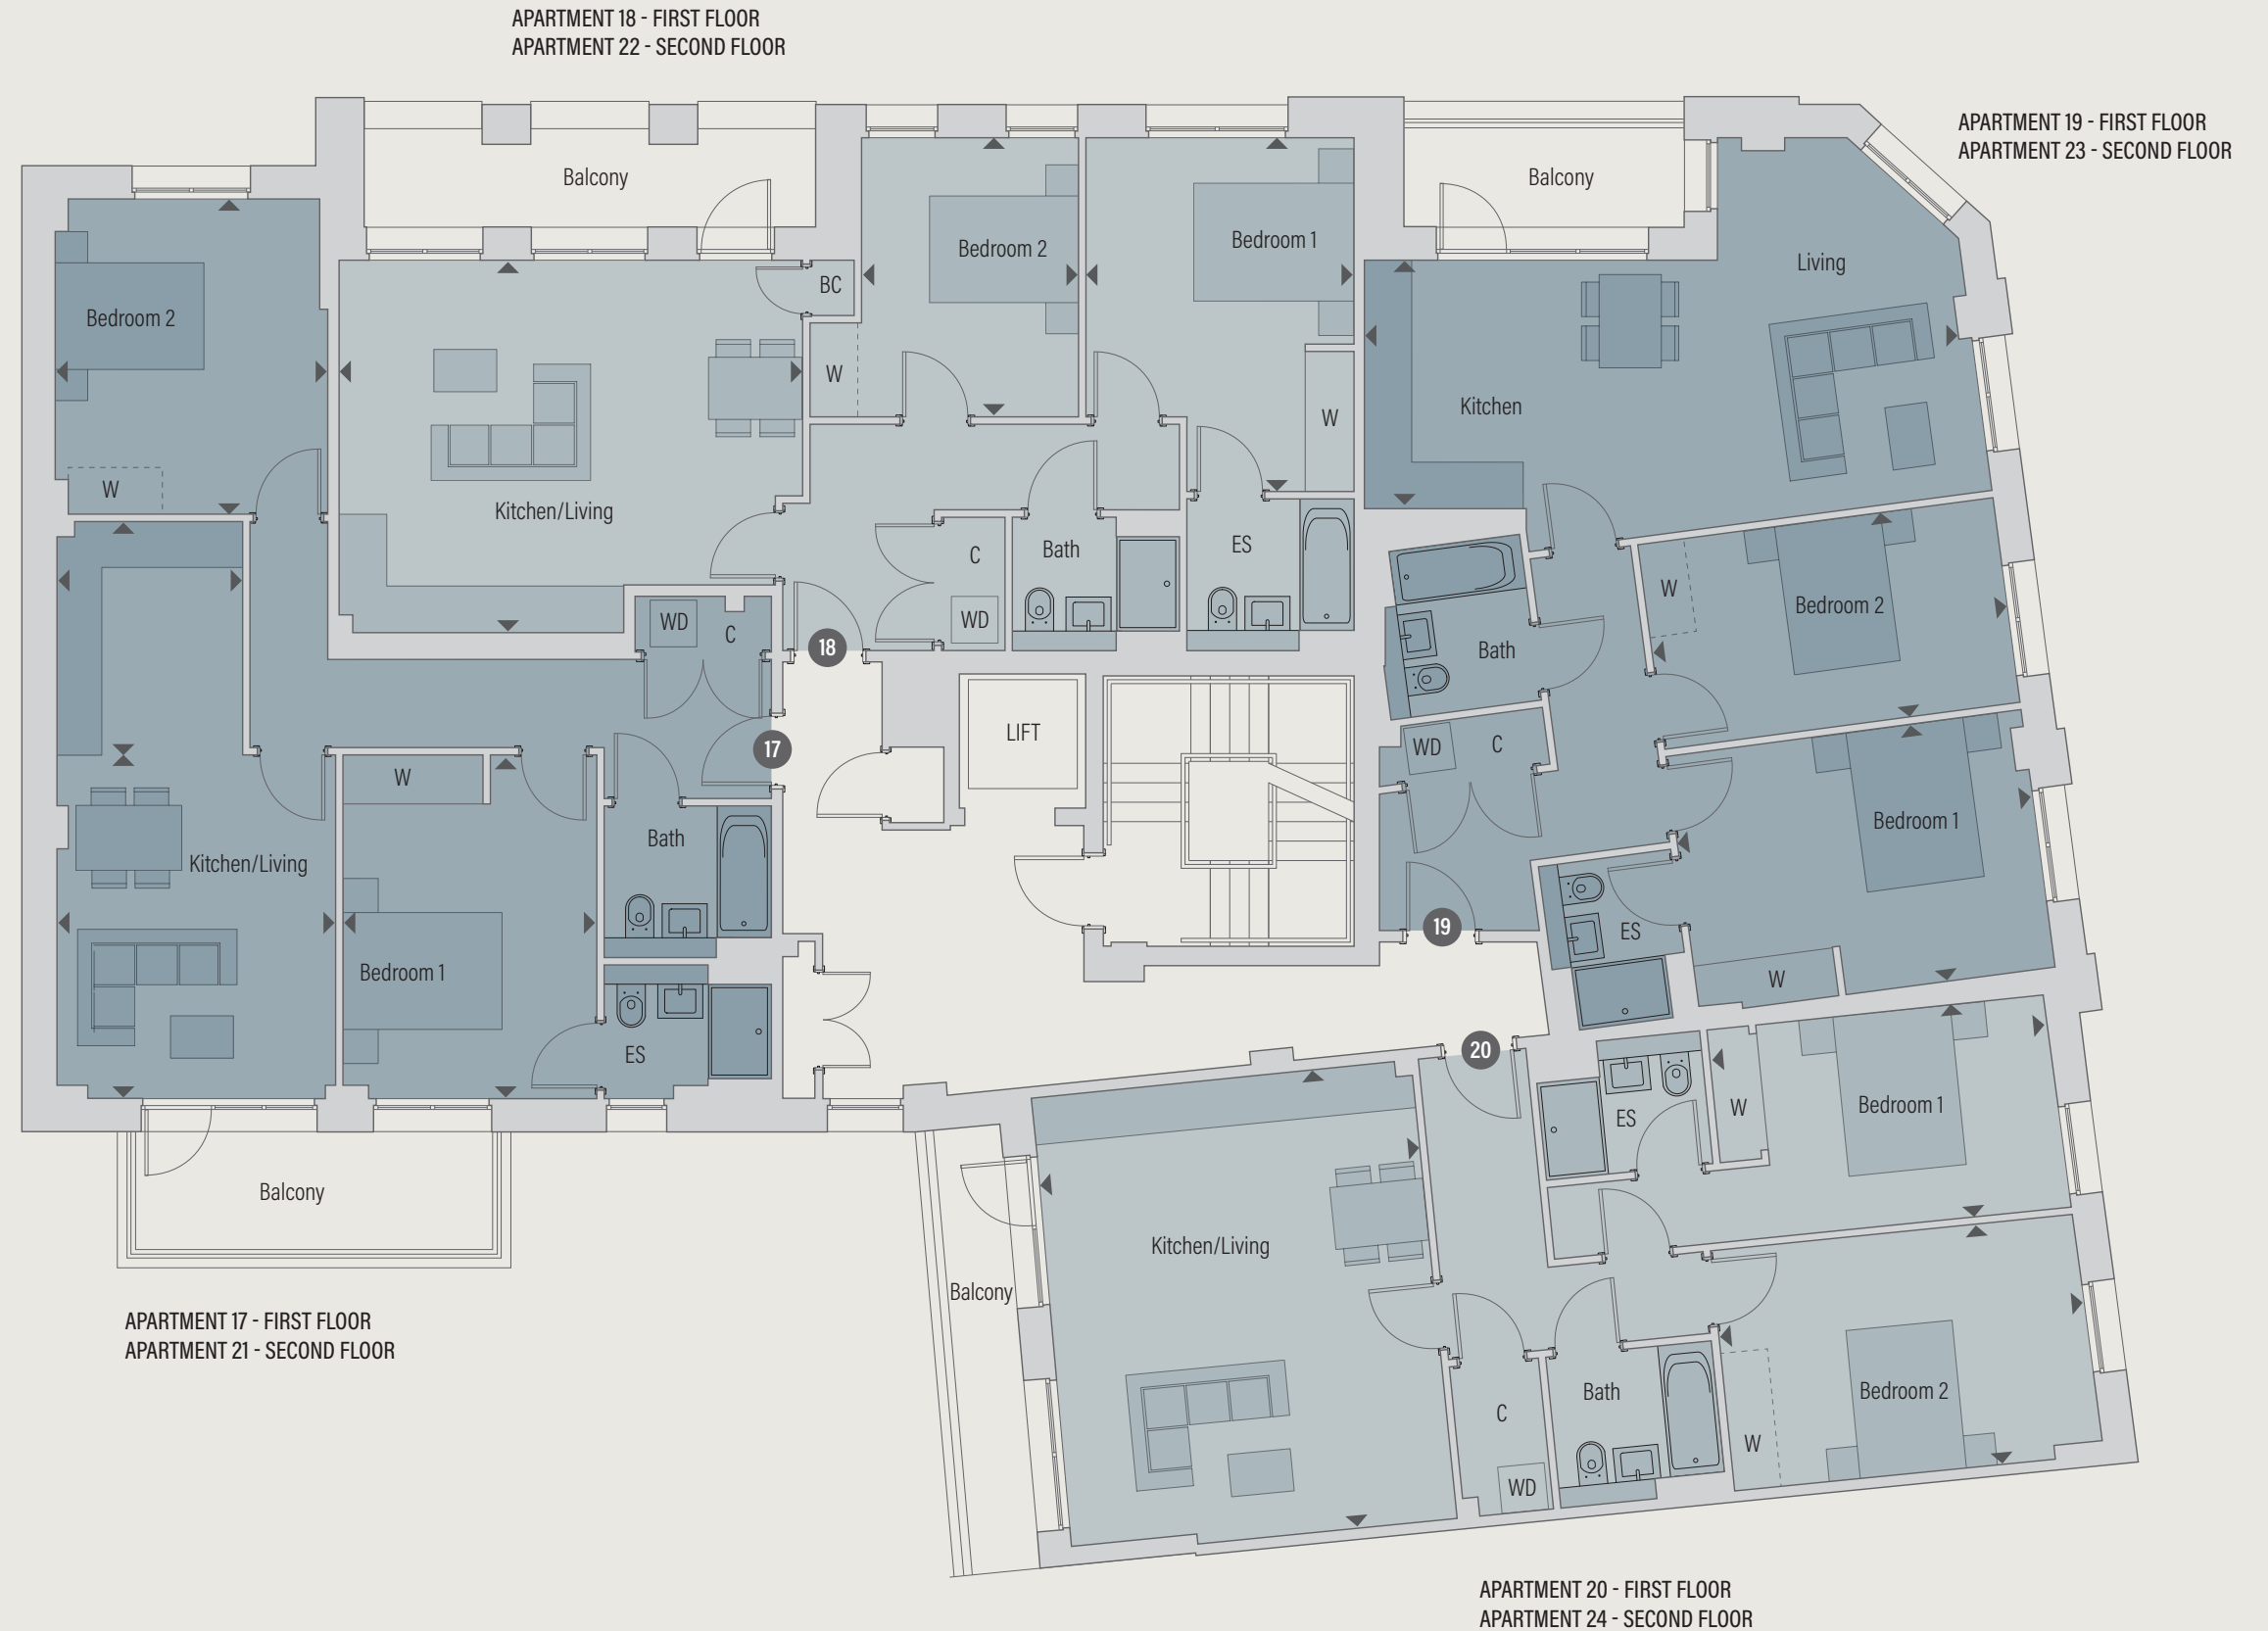 APARTMENT 18 - FIRST FLOOR
APARTMENT 22 - SECOND FLOOR
APARTMENT 19 - FIRST FLOOR
APARTMENT 23 - SECOND FLOOR
Balcony
Balcony
Bedroom 2
Bedroom 1
Living
BC
Bedroom 2
W
W
Kitchen
W
Kitchen/Living
Bath
ES
C
WD
W
Bedroom 2
WD
C
18
Bath
LIFT
17
WD
C
W
Bedroom 1
Bath
Kitchen/Living
19
ES
Bedroom 1
W
ES
20
Bedroom 1
W
ES
Balcony
Kitchen/Living
Balcony
APARTMENT 17 - FIRST FLOOR
APARTMENT 21 - SECOND FLOOR
Bath
Bedroom 2
C
W
WD
APARTMENT 20 - FIRST FLOOR
APARTMENT 24 - SECOND FLOOR